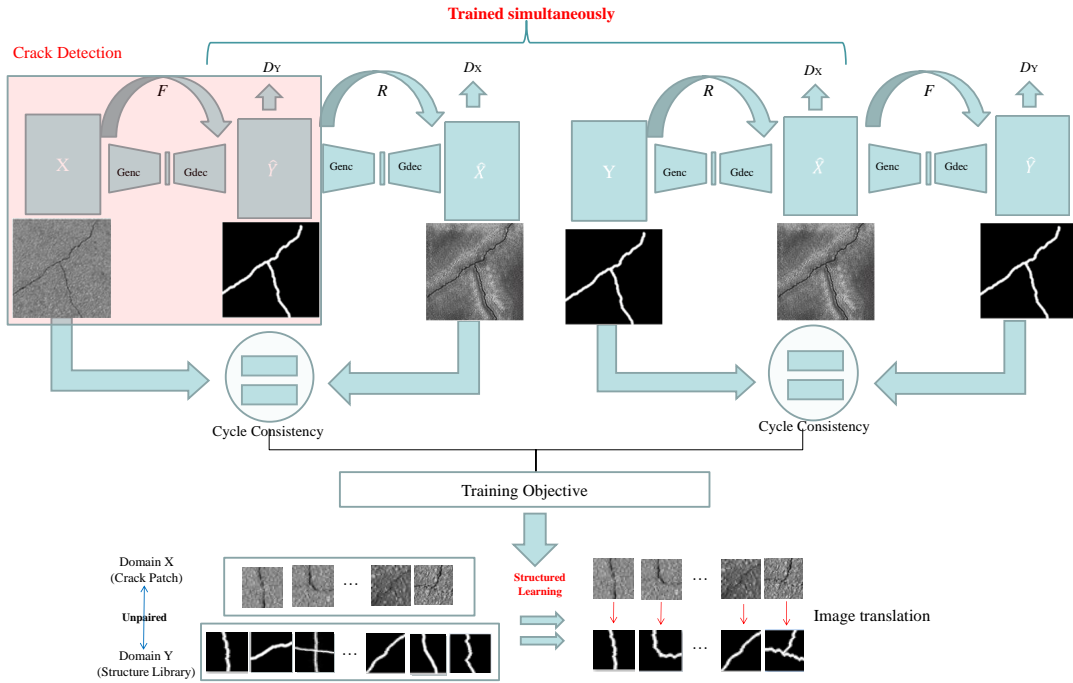 Trained simultaneously
Crack Detection
DY
DX
DX
DY
F
R
R
F
X
Genc
Gdec
Ŷ
Genc
Gdec
X̂
Y
Genc
Gdec
X̂
Genc
Gdec
Ŷ
Cycle Consistency
Cycle Consistency
Training Objective
Domain X
(Crack Patch)
Unpaired
Domain Y
(Structure Library)
...
...
Structured
Learning
...
...
Image translation